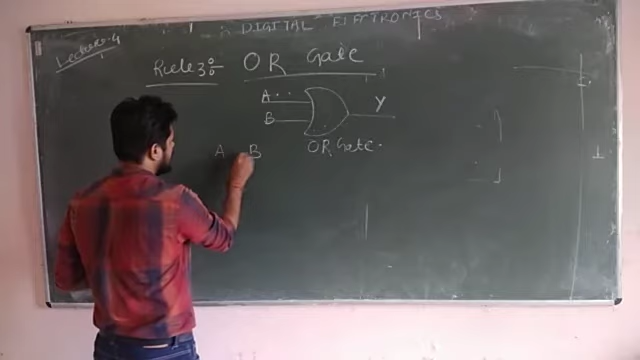 DIGITAL ELECTRONICS
Lecture-4
Rule 3:- OR Gate
A
B
Y
OR Gate.
A B